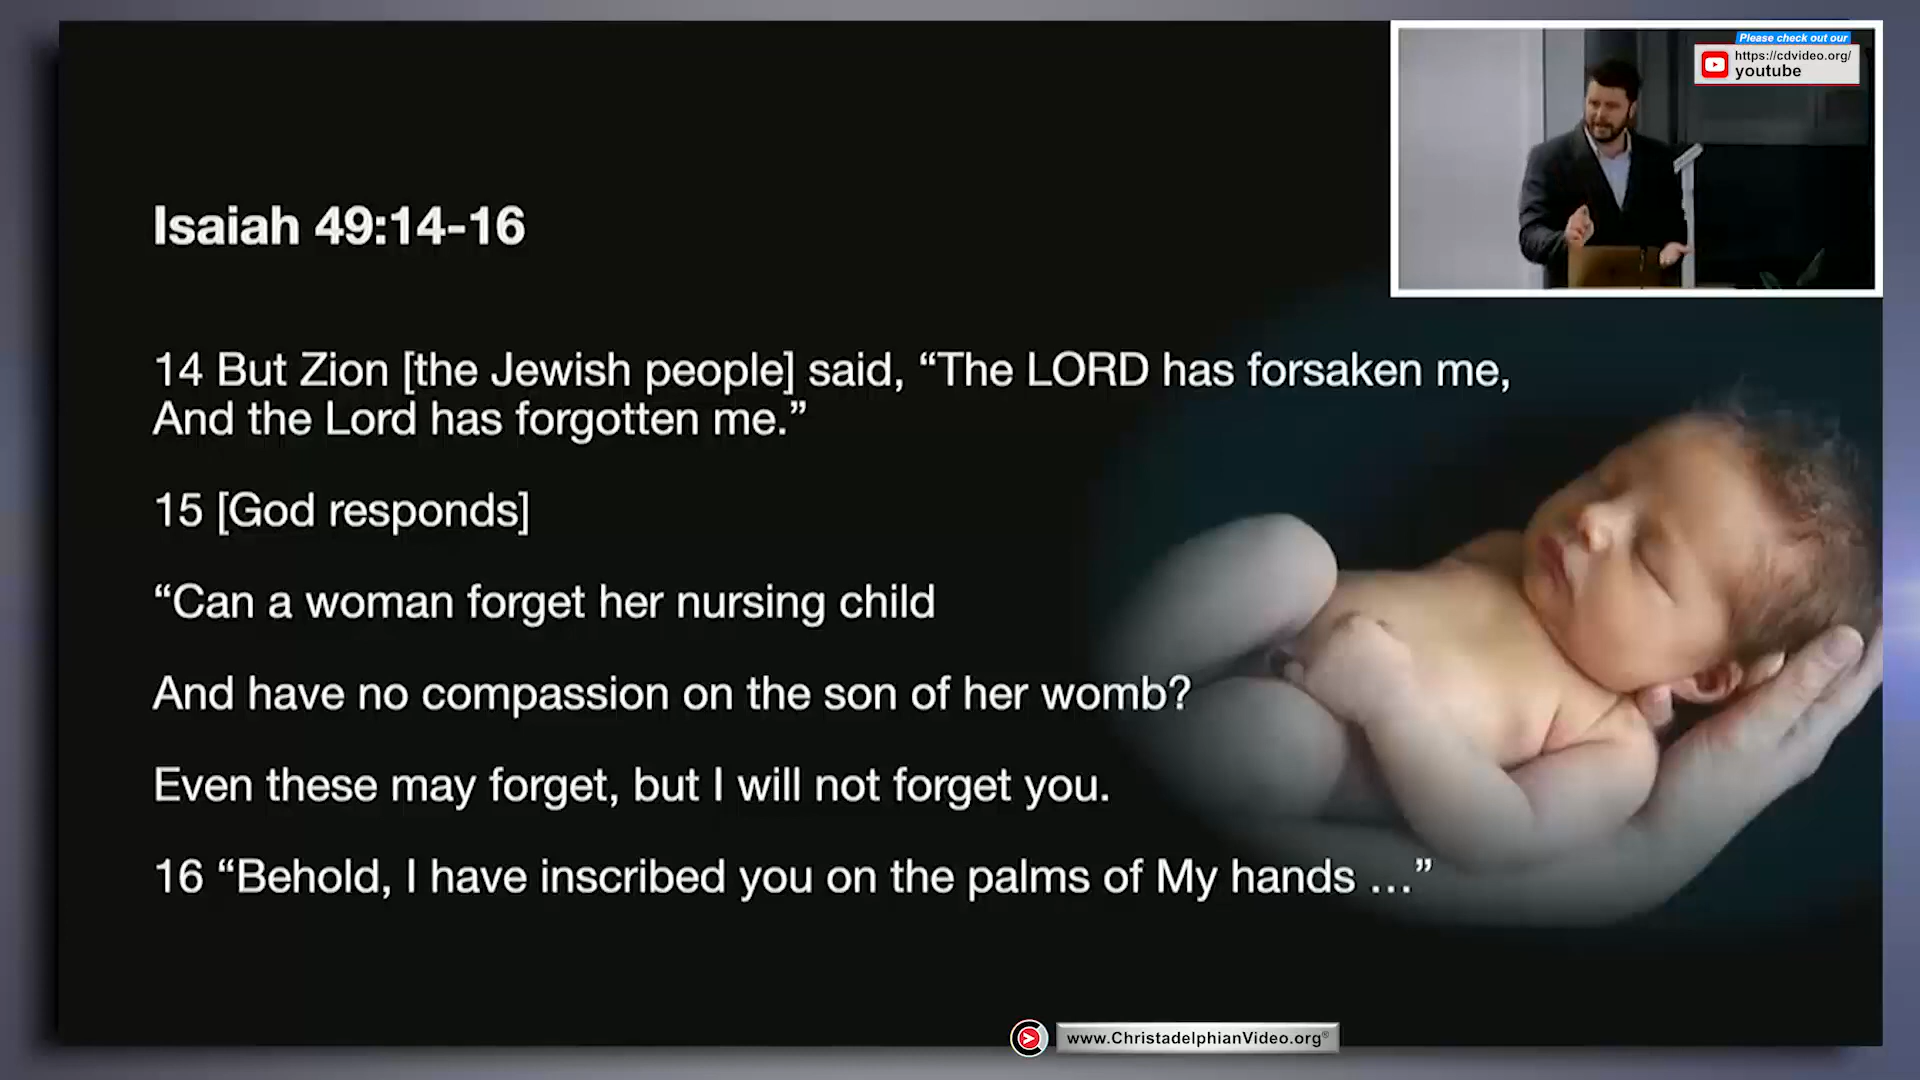 Please check out our
https://cdvideo.org/
youtube
Isaiah 49:14-16
14 But Zion [the Jewish people] said, “The LORD has forsaken me,
And the Lord has forgotten me.”
15 [God responds]
“Can a woman forget her nursing child
And have no compassion on the son of her womb?
Even these may forget, but I will not forget you.
16 “Behold, I have inscribed you on the palms of My hands …”
www.ChristadelphianVideo.org®